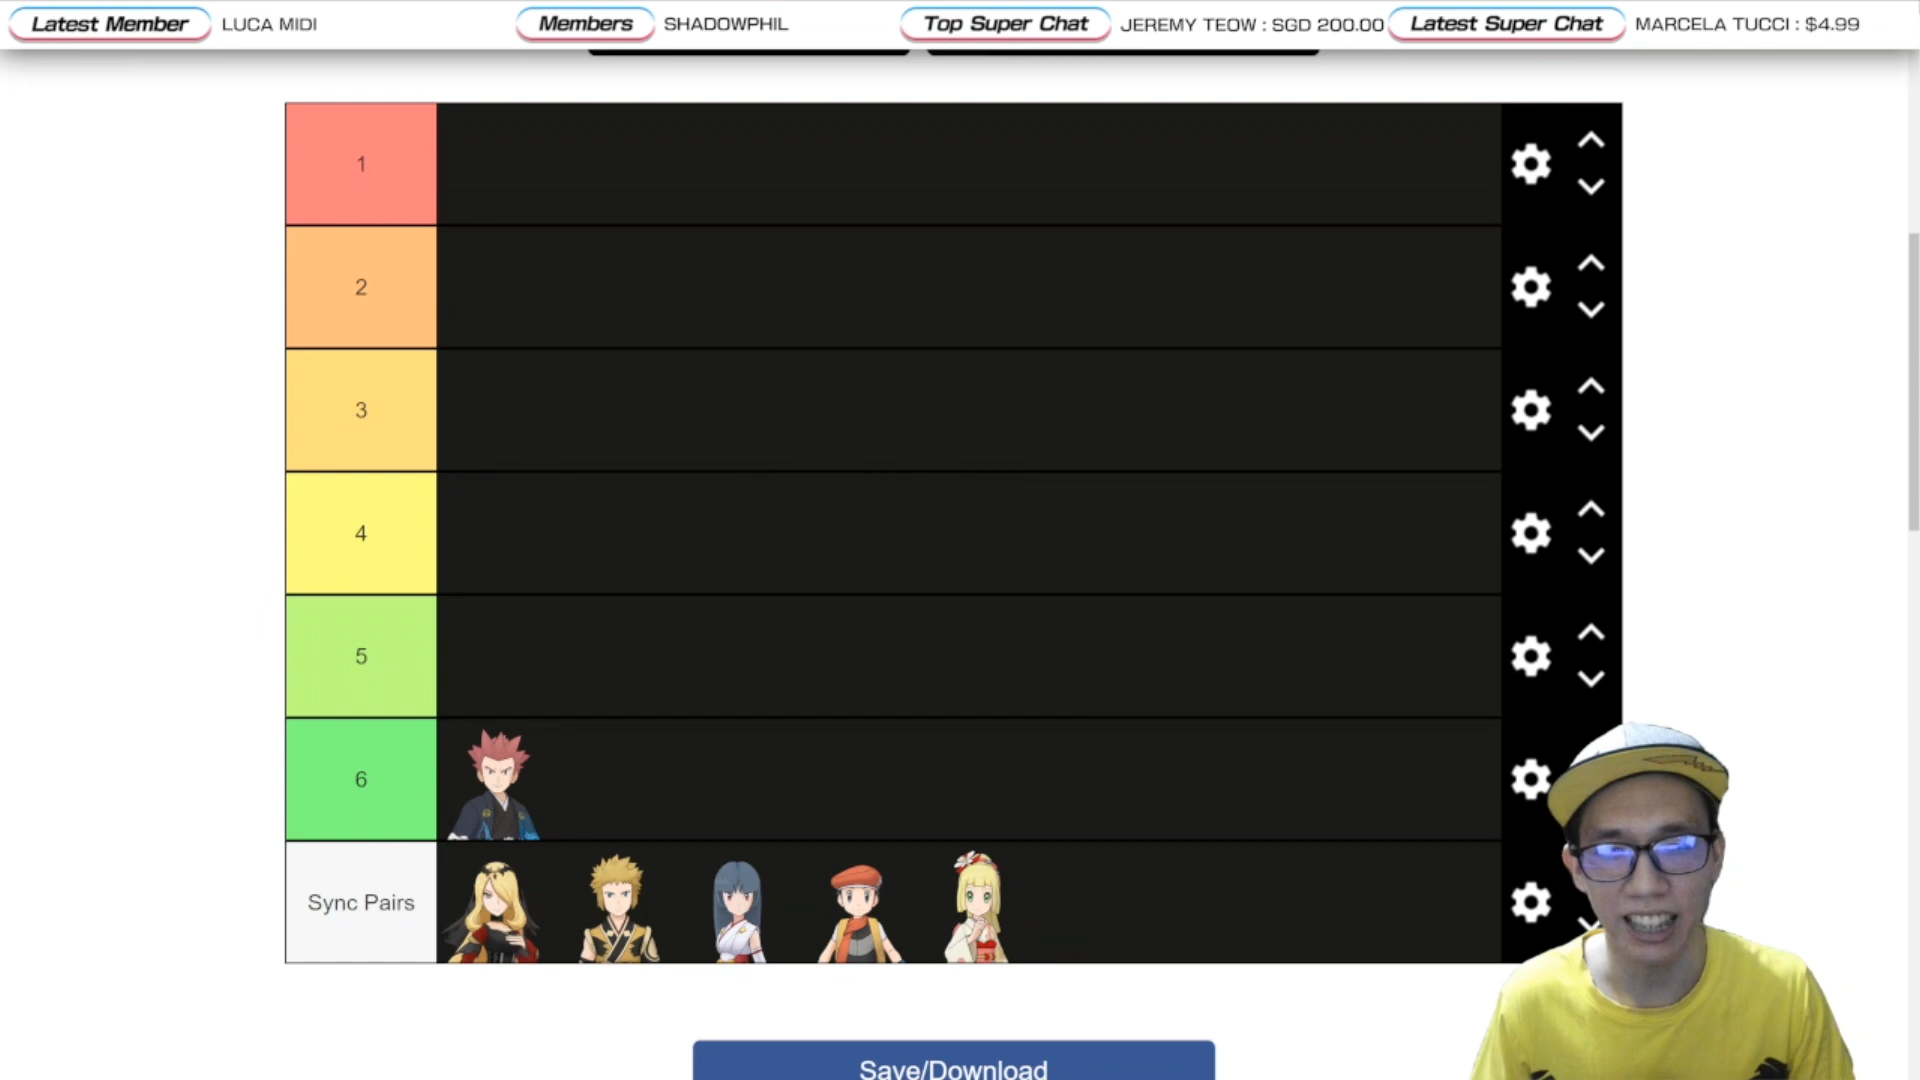 Latest Member LUCA MIDI Members SHADOWPHIL Top Super Chat JEREMY TEOW : SGD 200.00 Latest Super Chat MARCELA TUCCI : $4.99
1
2
3
4
5
6
Sync Pairs
Save/Download